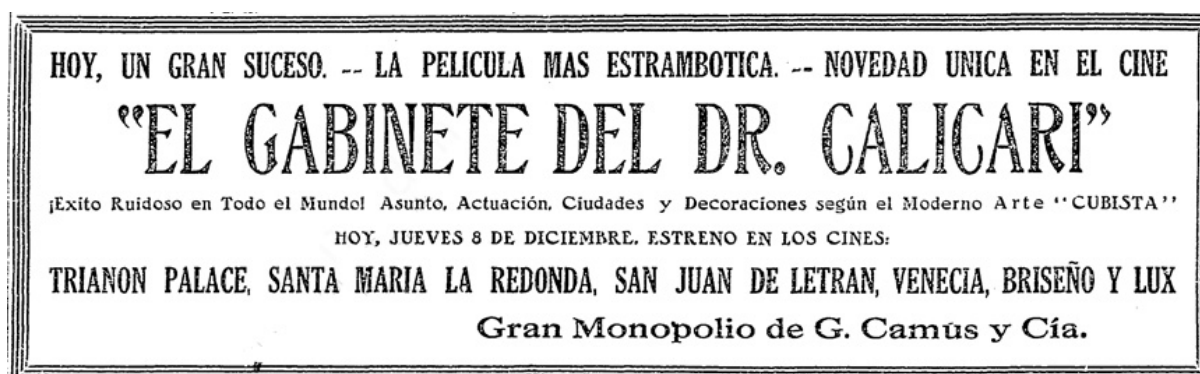 HOY, UN GRAN SUCESO. -- LA PELICULA MAS ESTRAMBOTICA. -- NOVEDAD UNICA EN EL CINE
“EL GABINETE DEL DR. CALIGARI”
¡Exito Ruidoso en Todo el Mundo! Asunto, Actuación, Ciudades y Decoraciones según el Moderno Arte ‘‘CUBISTA’’
HOY, JUEVES 8 DE DICIEMBRE. ESTRENO EN LOS CINES:
TRIANON PALACE, SANTA MARIA LA REDONDA, SAN JUAN DE LETRAN, VENECIA, BRISEÑO Y LUX
Gran Monopolio de G. Camus y Cía.